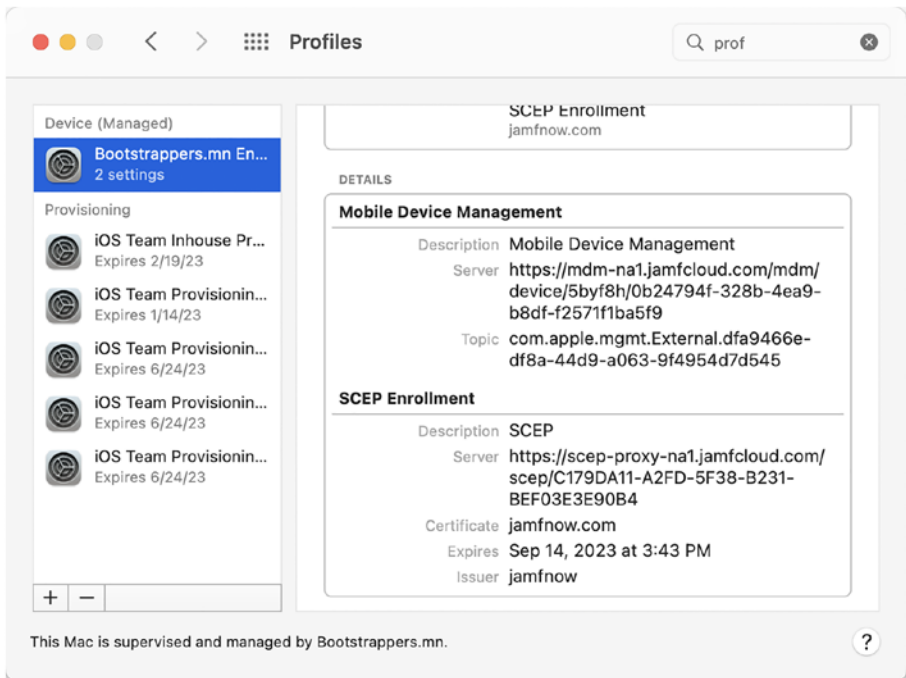 Profiles
prof
Device (Managed)
Bootstrappers.mn En...
2 settings
Provisioning
iOS Team Inhouse Pr...
Expires 2/19/23
iOS Team Provisionin...
Expires 1/14/23
iOS Team Provisionin...
Expires 6/24/23
iOS Team Provisionin...
Expires 6/24/23
iOS Team Provisionin...
Expires 6/24/23
SCEP Enrollment
jamfnow.com
DETAILS
Mobile Device Management
Description Mobile Device Management
Server https://mdm-na1.jamfcloud.com/mdm/
device/5byf8h/0b24794f-328b-4ea9-
b8df-f2571f1ba5f9
Topic com.apple.mgmt.External.dfa9466e-
df8a-44d9-a063-9f4954d7d545
SCEP Enrollment
Description SCEP
Server https://scep-proxy-na1.jamfcloud.com/
scep/C179DA11-A2FD-5F38-B231-
BEF03E3E90B4
Certificate jamfnow.com
Expires Sep 14, 2023 at 3:43 PM
Issuer jamfnow
This Mac is supervised and managed by Bootstrappers.mn.
?